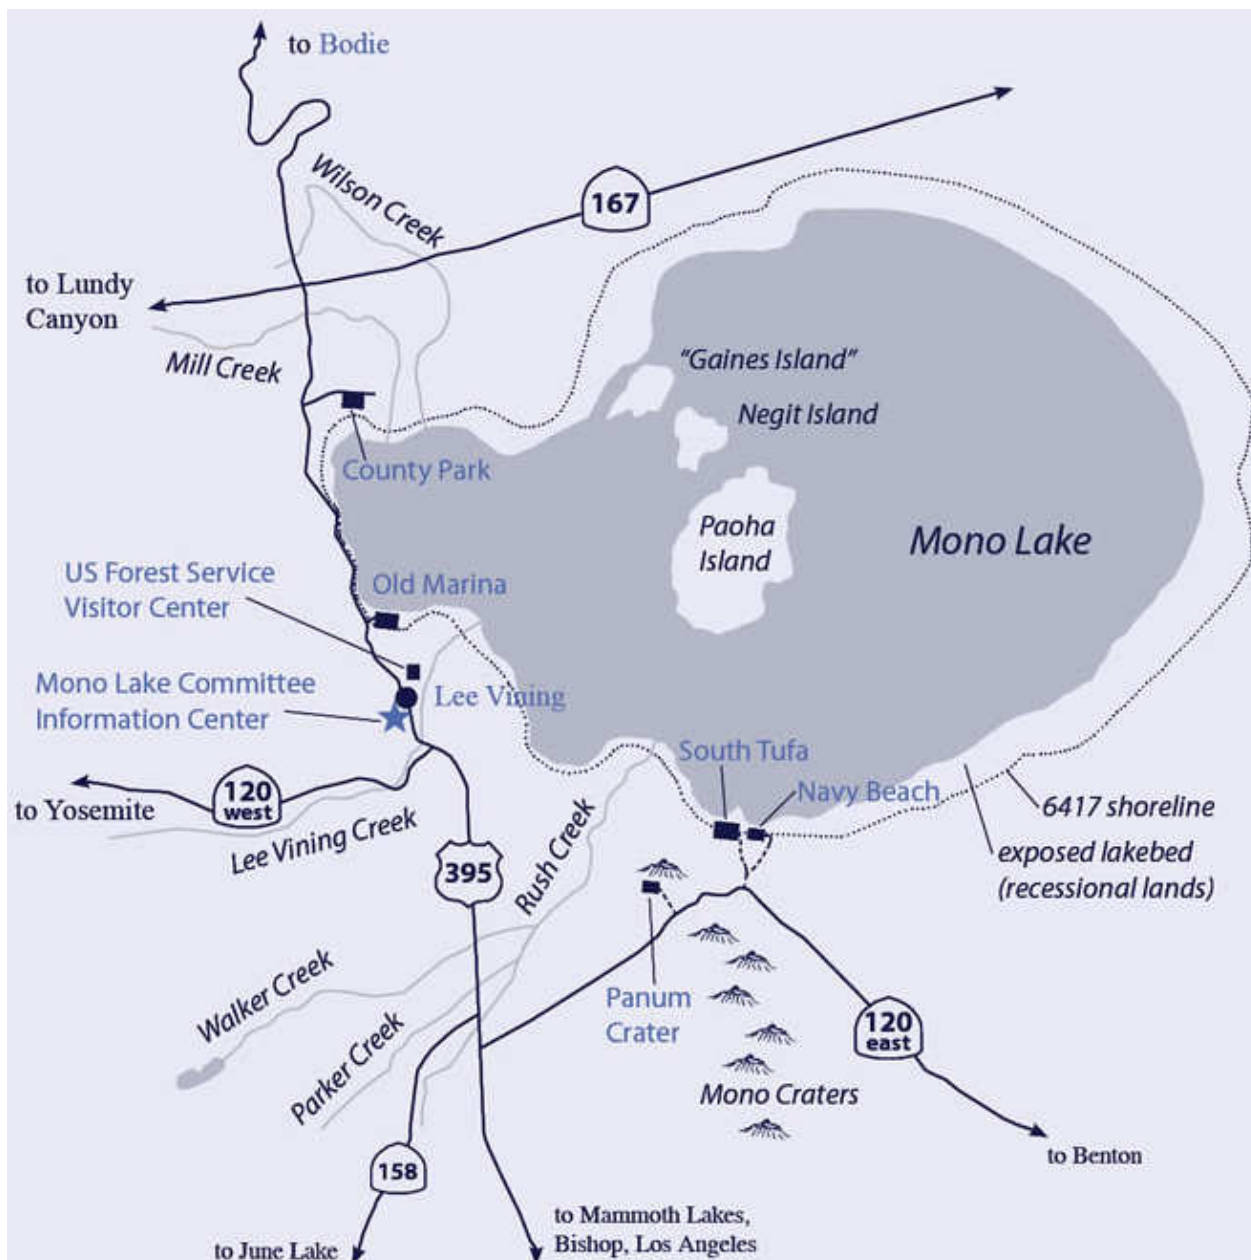 to Bodie
Wilson Creek
167
to Lundy
Canyon
Mill Creek
"Gaines Island"
Negit Island
County Park
Paoha
Island
Mono Lake
US Forest Service
Visitor Center
Old Marina
Mono Lake Committee
Information Center
Lee Vining
South Tufa
Navy Beach
6417 shoreline
exposed lakebed
(recessional lands)
to Yosemite
120
west
Lee Vining Creek
395
Rush Creek
Walker Creek
Parker Creek
Panum
Crater
120
east
Mono Craters
to Benton
158
to June Lake
to Mammoth Lakes,
Bishop, Los Angeles